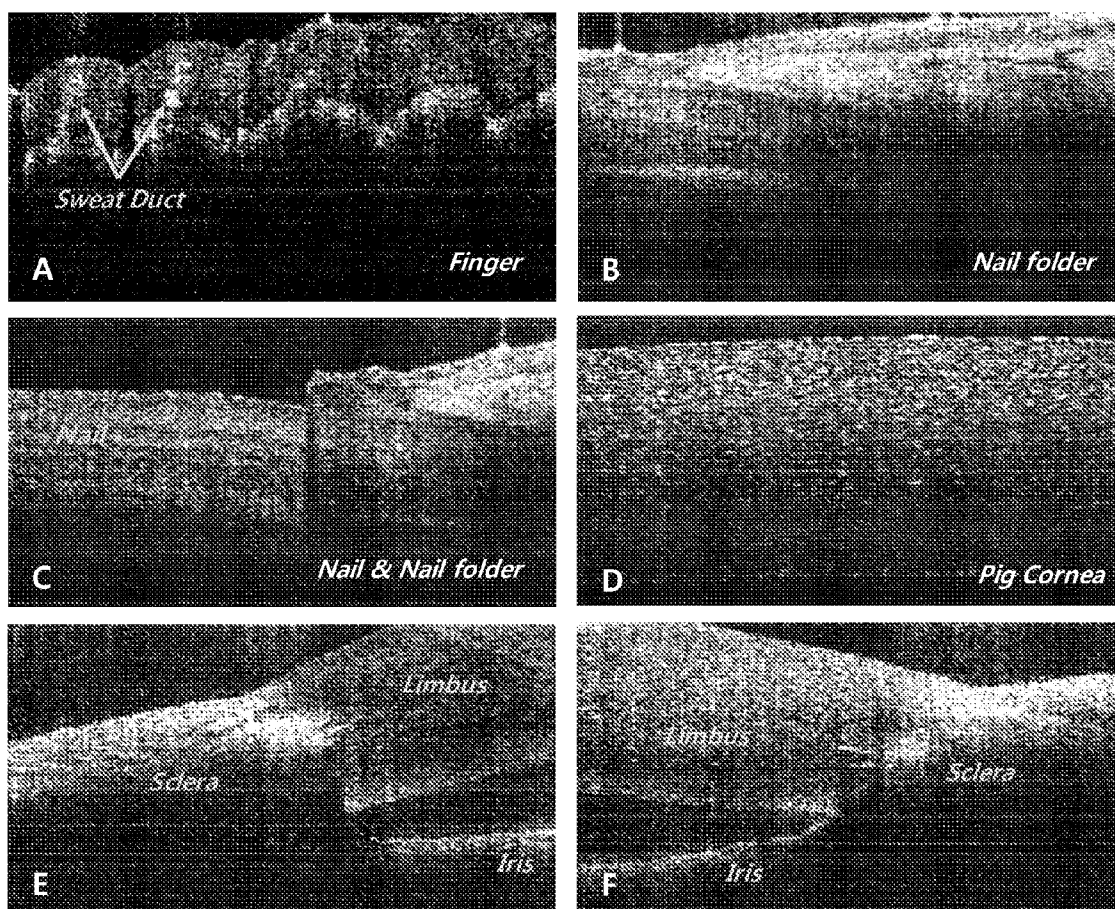 Sweat Duct
A
Finger
B
Nail folder
Nail
C
Nail & Nail folder
D
Pig Cornea
Limbus
Sclera
E
Iris
Limbus
Sclera
F
Iris